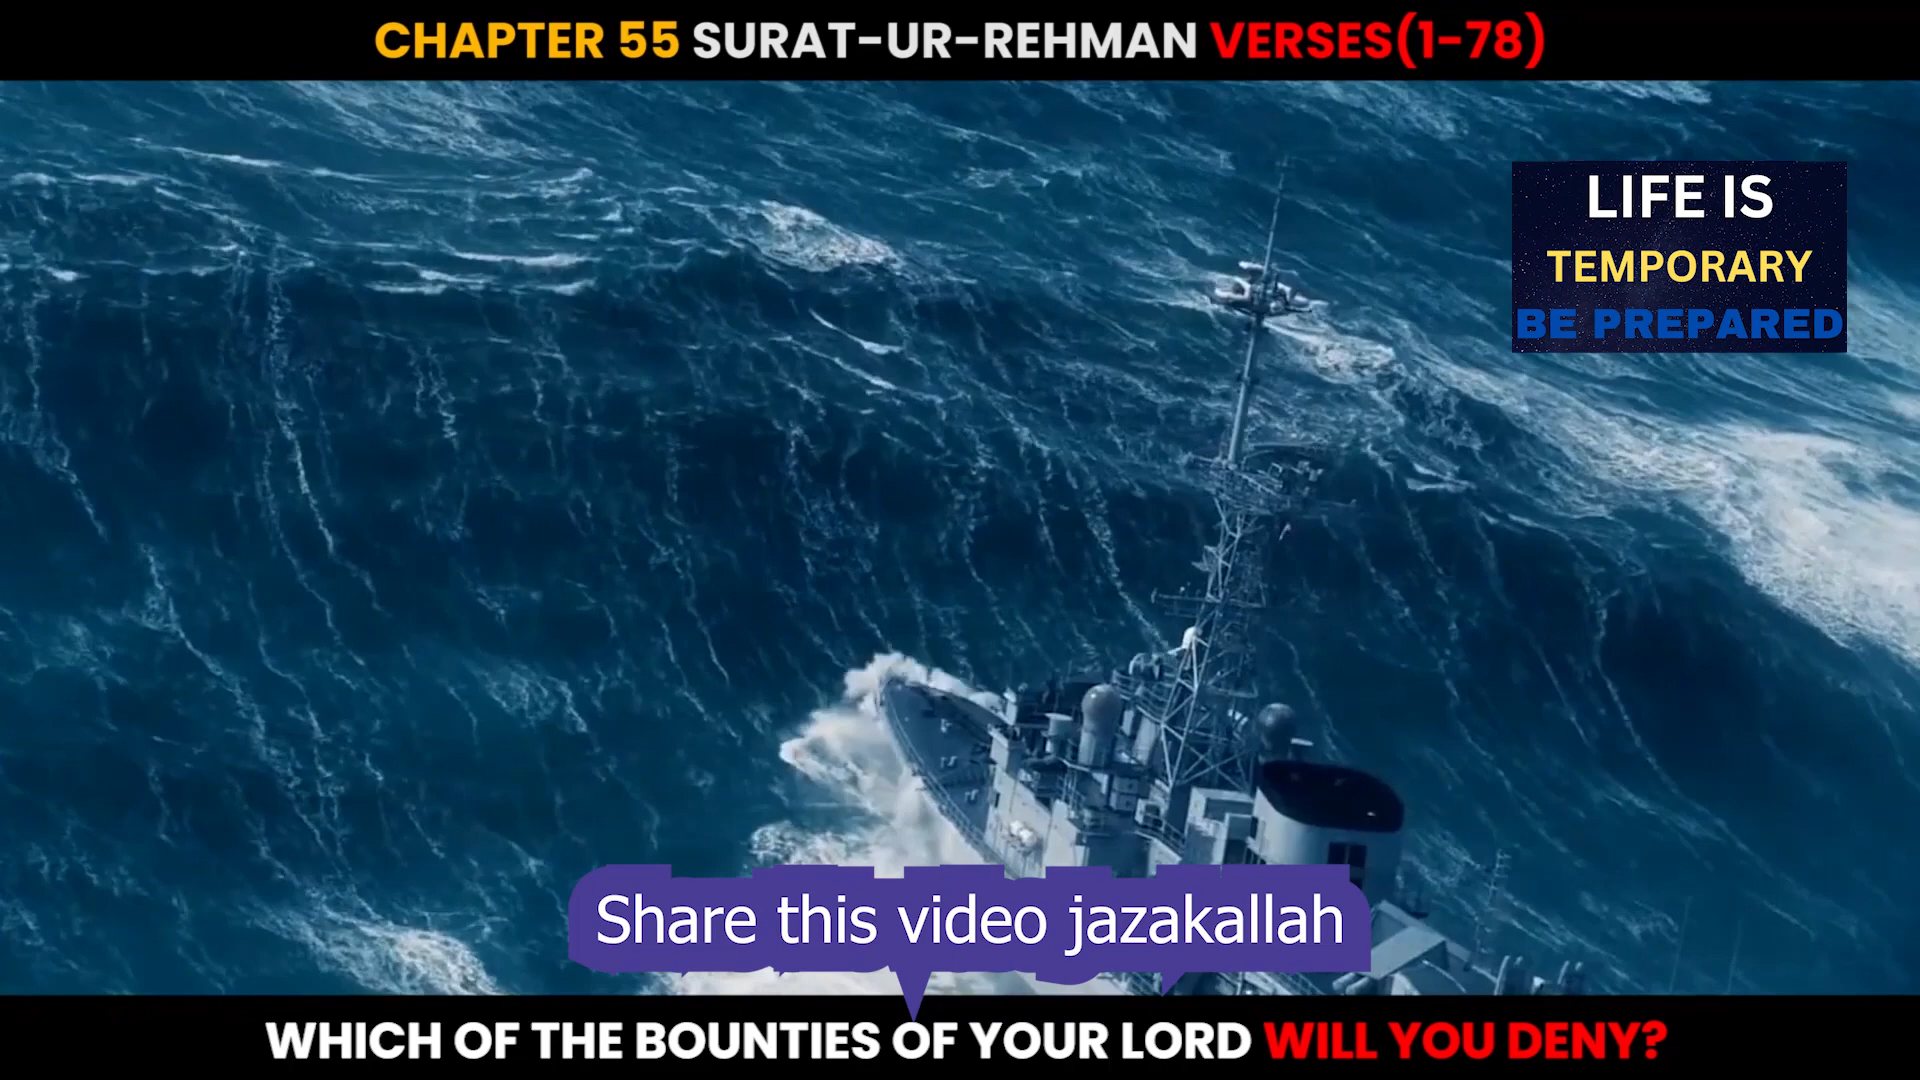 CHAPTER 55 SURAT-UR-REHMAN VERSES(1-78)
LIFE IS
TEMPORARY
BE PREPARED
Share this video jazakallah
WHICH OF THE BOUNTIES OF YOUR LORD WILL YOU DENY?